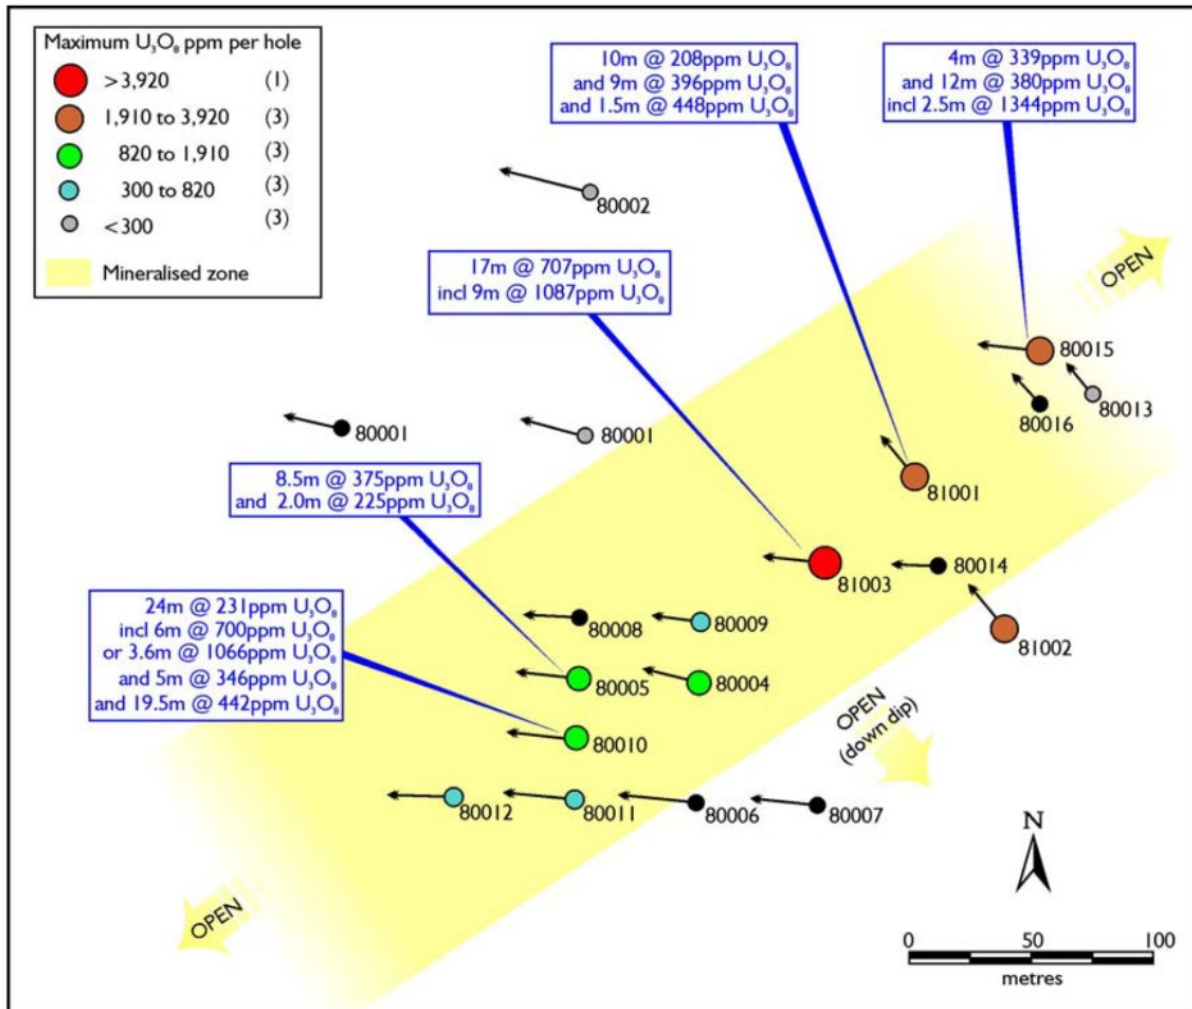 Maximum U₃O₈ ppm per hole
>3,920 (1)
1,910 to 3,920 (3)
820 to 1,910 (3)
300 to 820 (3)
<300 (3)
Mineralised zone
10m @ 208ppm U₃O₈
and 9m @ 396ppm U₃O₈
and 1.5m @ 448ppm U₃O₈
4m @ 339ppm U₃O₈
and 12m @ 380ppm U₃O₈
incl 2.5m @ 1344ppm U₃O₈
80002
17m @ 707ppm U₃O₈
incl 9m @ 1087ppm U₃O₈
OPEN
80015
80013
80016
80001
80001
8.5m @ 375ppm U₃O₈
and 2.0m @ 225ppm U₃O₈
81001
80014
81003
24m @ 231ppm U₃O₈
incl 6m @ 700ppm U₃O₈
or 3.6m @ 1066ppm U₃O₈
and 5m @ 346ppm U₃O₈
and 19.5m @ 442ppm U₃O₈
80008
80009
81002
80005
80004
OPEN
(down dip)
80010
80012
80011
80006
80007
N
OPEN
0 50 100
metres